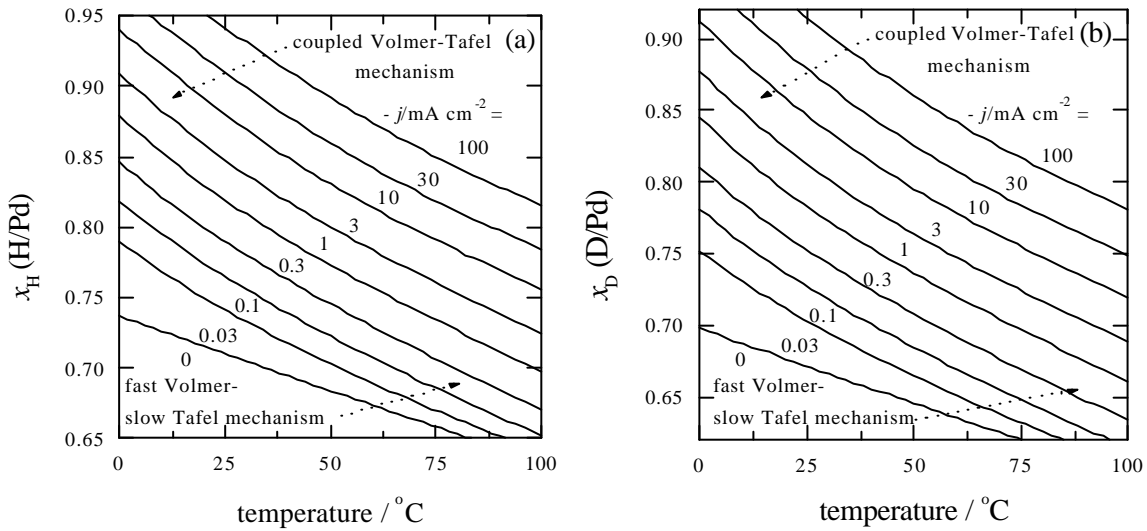 (a)
coupled Volmer-Tafel
mechanism
- j/mA cm-2 =
100
30
10
3
1
0.3
0.1
0.03
0
fast Volmer-
slow Tafel mechanism
0.95
0.90
0.85
0.80
0.75
0.70
0.65
xH (H/Pd)
0
25
50
75
100
temperature / oC
(b)
coupled Volmer-Tafel
mechanism
- j/mA cm-2 =
100
30
10
3
1
0.3
0.1
0.03
0
fast Volmer-
slow Tafel mechanism
0.90
0.85
0.80
0.75
0.70
0.65
xD (D/Pd)
0
25
50
75
100
temperature / oC